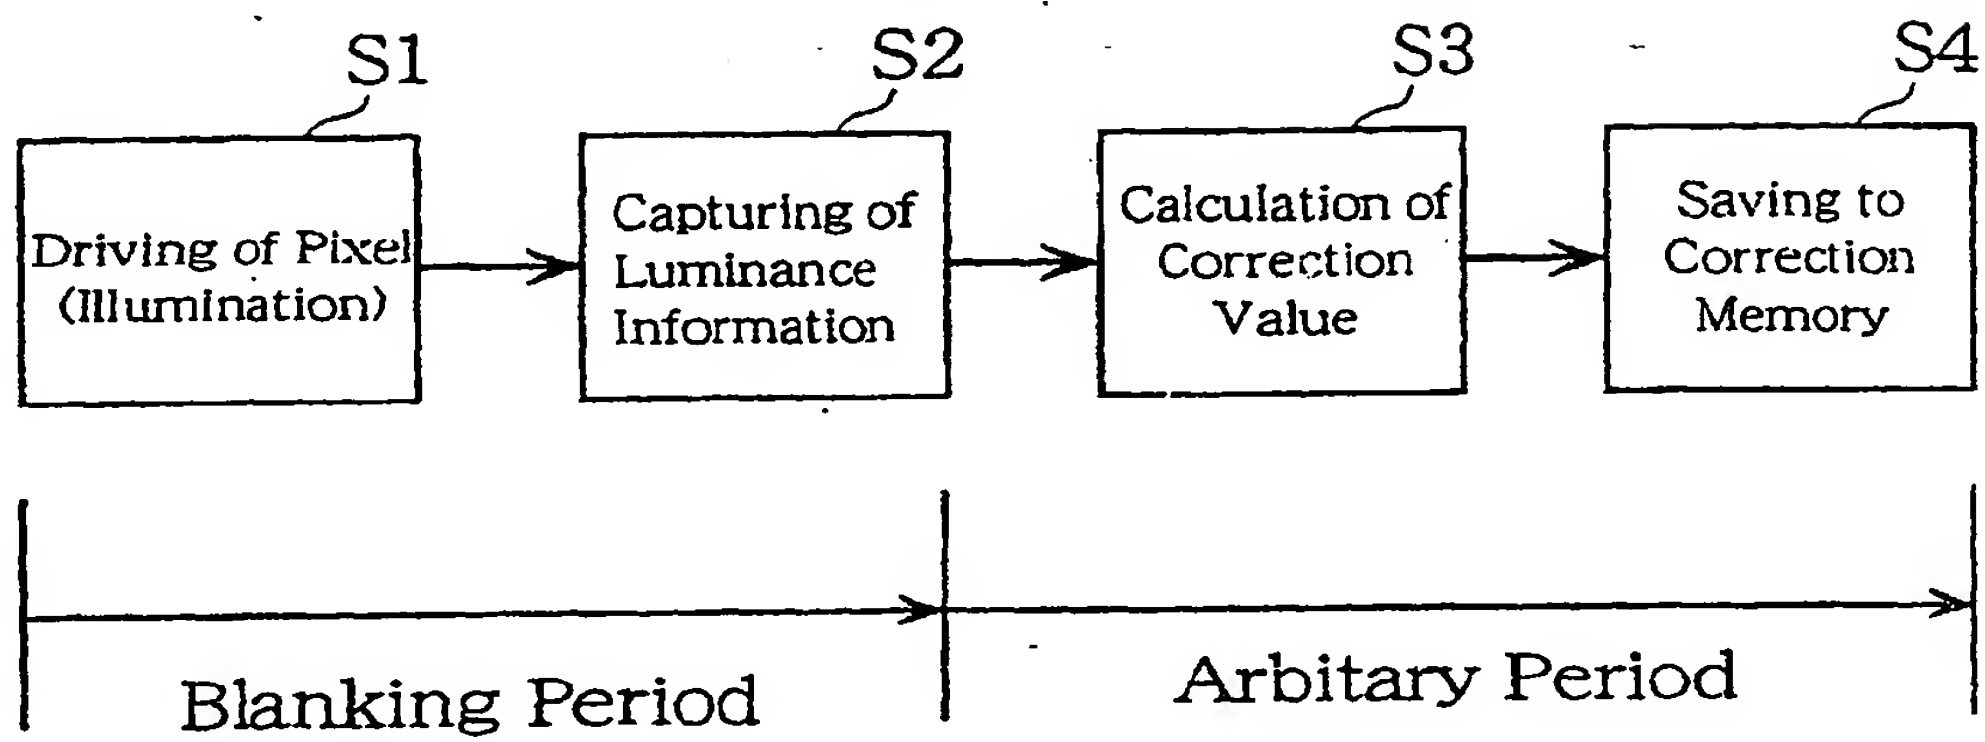 S1
S2
S3
S4
Driving of Pixel
(Illumination)
Capturing of
Luminance
Information
Calculation of
Correction
Value
Saving to
Correction
Memory
Blanking Period
Arbitary Period